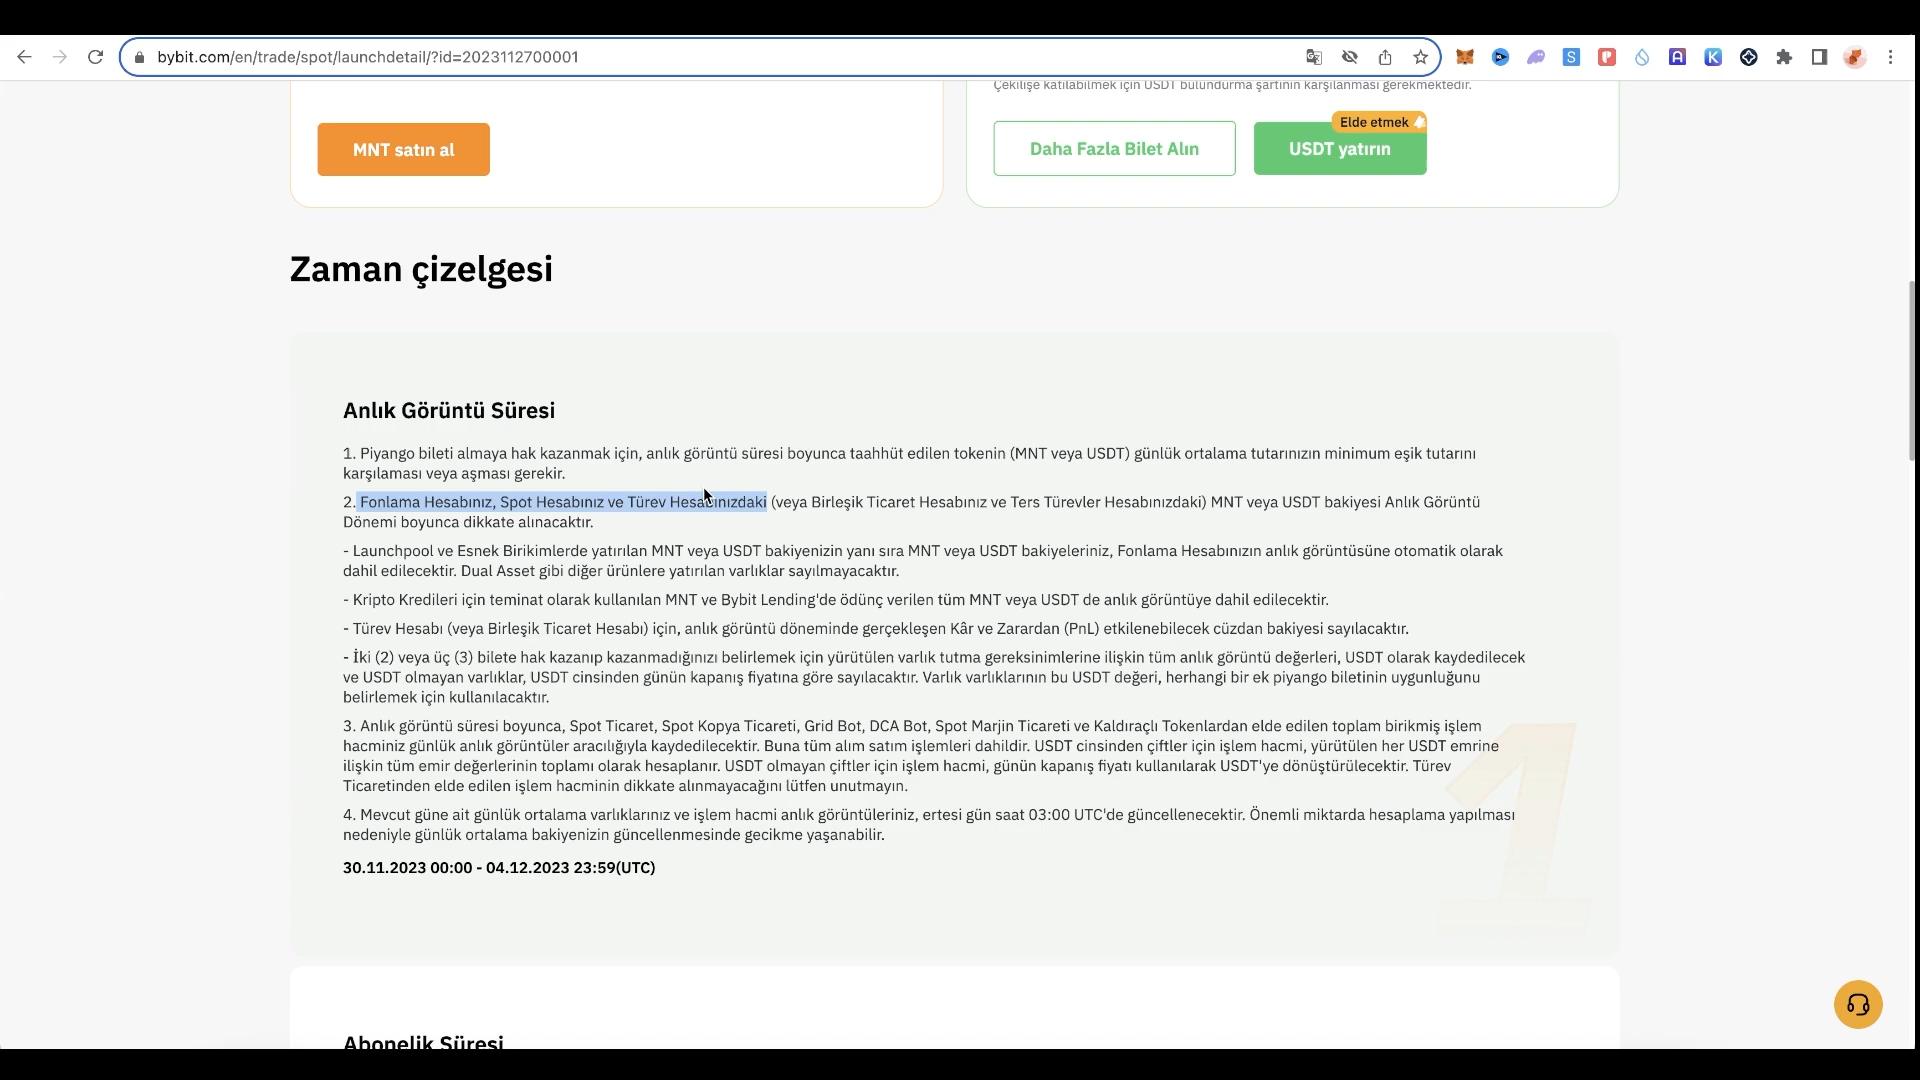 bybit.com/en/trade/spot/launchdetail/?id=2023112700001
Çekilişe katılabilmek için USDT bulundurma şartının karşılanması gerekmektedir.
MNT satın al
Daha Fazla Bilet Alın
Elde etmek
USDT yatırın
Zaman çizelgesi
Anlık Görüntü Süresi
1. Piyango bileti almaya hak kazanmak için, anlık görüntü süresi boyunca taahhüt edilen tokenin (MNT veya USDT) günlük ortalama tutarınızın minimum eşik tutarını
karşılaması veya aşması gerekir.
2. Fonlama Hesabınız, Spot Hesabınız ve Türev Hesabınızdaki (veya Birleşik Ticaret Hesabınız ve Ters Türevler Hesabınızdaki) MNT veya USDT bakiyesi Anlık Görüntü
Dönemi boyunca dikkate alınacaktır.
- Launchpool ve Esnek Birikimlerde yatırılan MNT veya USDT bakiyenizin yanı sıra MNT veya USDT bakiyeleriniz, Fonlama Hesabınızın anlık görüntüsüne otomatik olarak
dahil edilecektir. Dual Asset gibi diğer ürünlere yatırılan varlıklar sayılmayacaktır.
- Kripto Kredileri için teminat olarak kullanılan MNT ve Bybit Lending'de ödünç verilen tüm MNT veya USDT de anlık görüntüye dahil edilecektir.
- Türev Hesabı (veya Birleşik Ticaret Hesabı) için, anlık görüntü döneminde gerçekleşen Kâr ve Zarardan (PnL) etkilenebilecek cüzdan bakiyesi sayılacaktır.
- İki (2) veya üç (3) bilete hak kazanıp kazanmadığınızı belirlemek için yürütülen varlık tutma gereksinimlerine ilişkin tüm anlık görüntü değerleri, USDT olarak kaydedilecek
ve USDT olmayan varlıklar, USDT cinsinden günün kapanış fiyatına göre sayılacaktır. Varlık varlıklarının bu USDT değeri, herhangi bir ek piyango biletinin uygunluğunu
belirlemek için kullanılacaktır.
3. Anlık görüntü süresi boyunca, Spot Ticaret, Spot Kopya Ticareti, Grid Bot, DCA Bot, Spot Marjin Ticareti ve Kaldıraçlı Tokenlardan elde edilen toplam birikmiş işlem
hacminiz günlük anlık görüntüler aracılığıyla kaydedilecektir. Buna tüm alım satım işlemleri dahildir. USDT cinsinden çiftler için işlem hacmi, yürütülen her USDT emrine
ilişkin tüm emir değerlerinin toplamı olarak hesaplanır. USDT olmayan çiftler için işlem hacmi, günün kapanış fiyatı kullanılarak USDT'ye dönüştürülecektir. Türev
Ticaretinden elde edilen işlem hacminin dikkate alınmayacağını lütfen unutmayın.
4. Mevcut güne ait günlük ortalama varlıklarınız ve işlem hacmi anlık görüntüleriniz, ertesi gün saat 03:00 UTC'de güncellenecektir. Önemli miktarda hesaplama yapılması
nedeniyle günlük ortalama bakiyenizin güncellenmesinde gecikme yaşanabilir.
30.11.2023 00:00 - 04.12.2023 23:59(UTC)
1
Abonelik Süresi